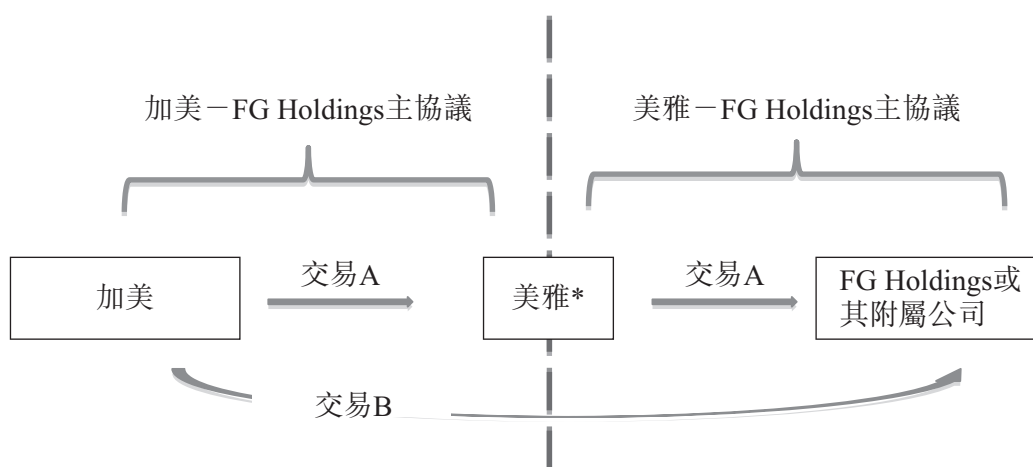 加美－FG Holdings主協議
美雅－FG Holdings主協議
加美
交易A
美雅*
交易A
FG Holdings或
其附屬公司
交易B